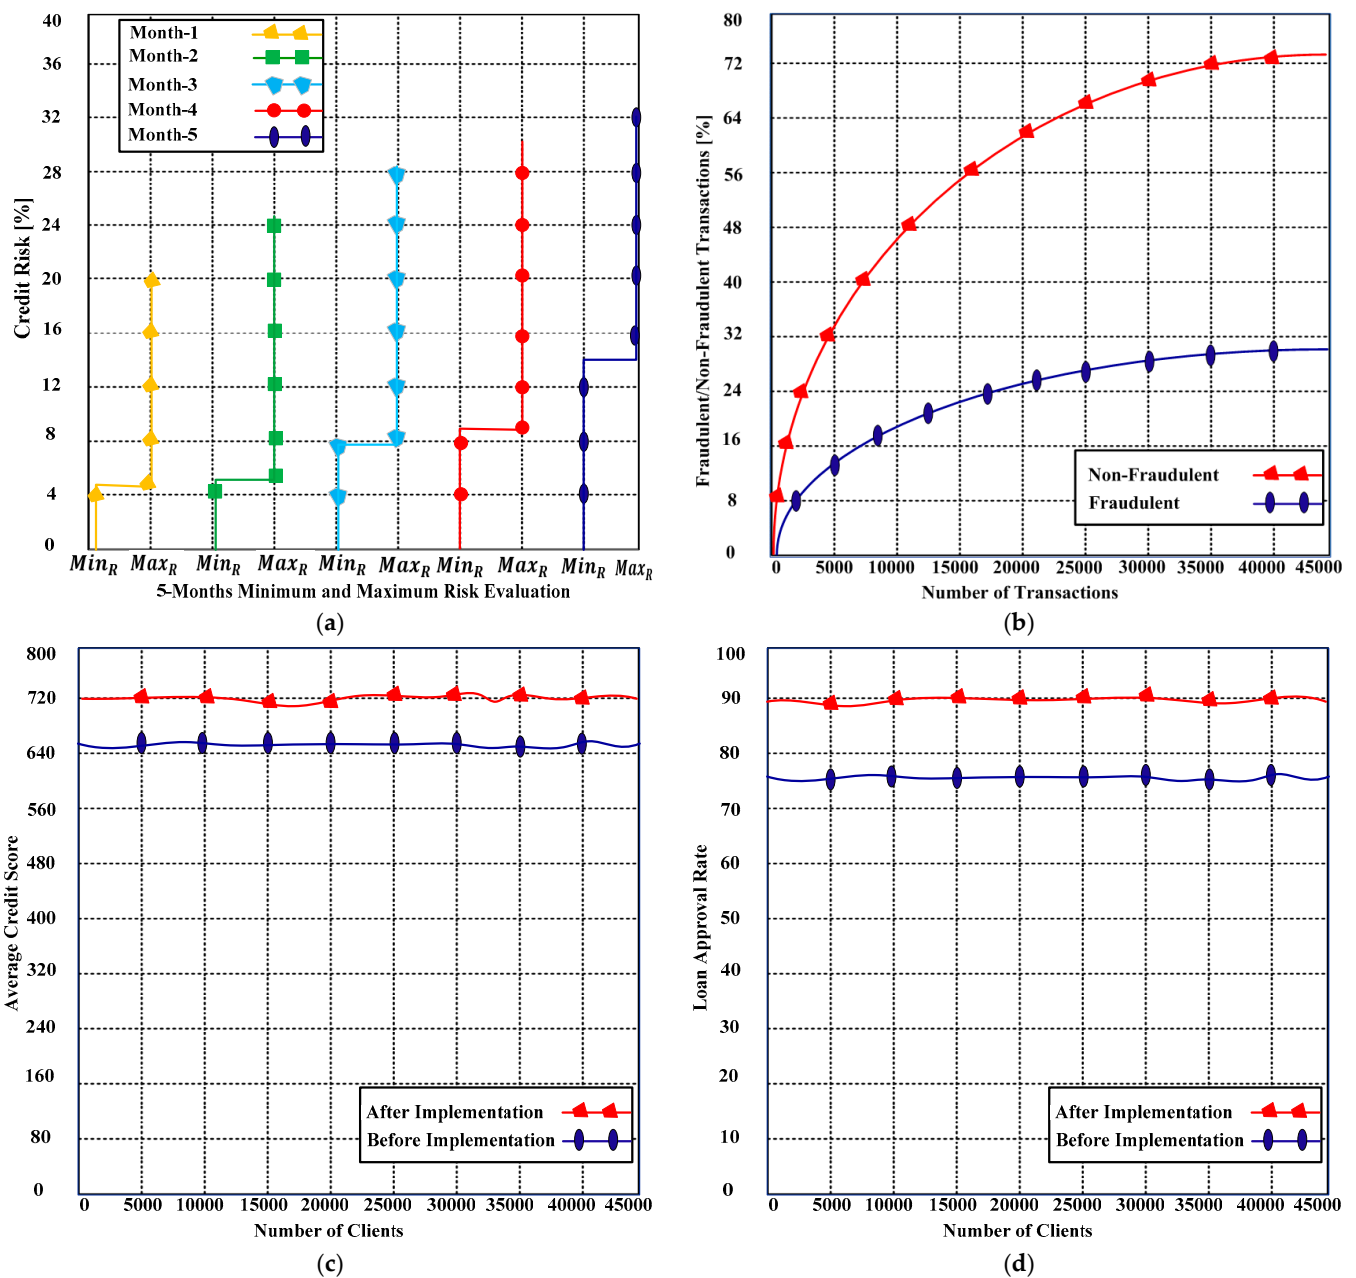 40
36
32
28
24
20
16
12
8
4
0
Credit Risk [%]
Month-1
Month-2
Month-3
Month-4
Month-5
MinR MaxR MinR MaxR MinR MaxR MinR MaxR MinR MaxR
5-Months Minimum and Maximum Risk Evaluation
(a)
80
72
64
56
48
40
32
24
16
8
0
Fraudulent/Non-Fraudulent Transactions [%]
Non-Fraudulent
Fraudulent
0 5000 10000 15000 20000 25000 30000 35000 40000 45000
Number of Transactions
(b)
800
720
640
560
480
400
320
240
160
80
0
Average Credit Score
After Implementation
Before Implementation
0 5000 10000 15000 20000 25000 30000 35000 40000 45000
Number of Clients
(c)
100
90
80
70
60
50
40
30
20
10
0
Loan Approval Rate
After Implementation
Before Implementation
0 5000 10000 15000 20000 25000 30000 35000 40000 45000
Number of Clients
(d)